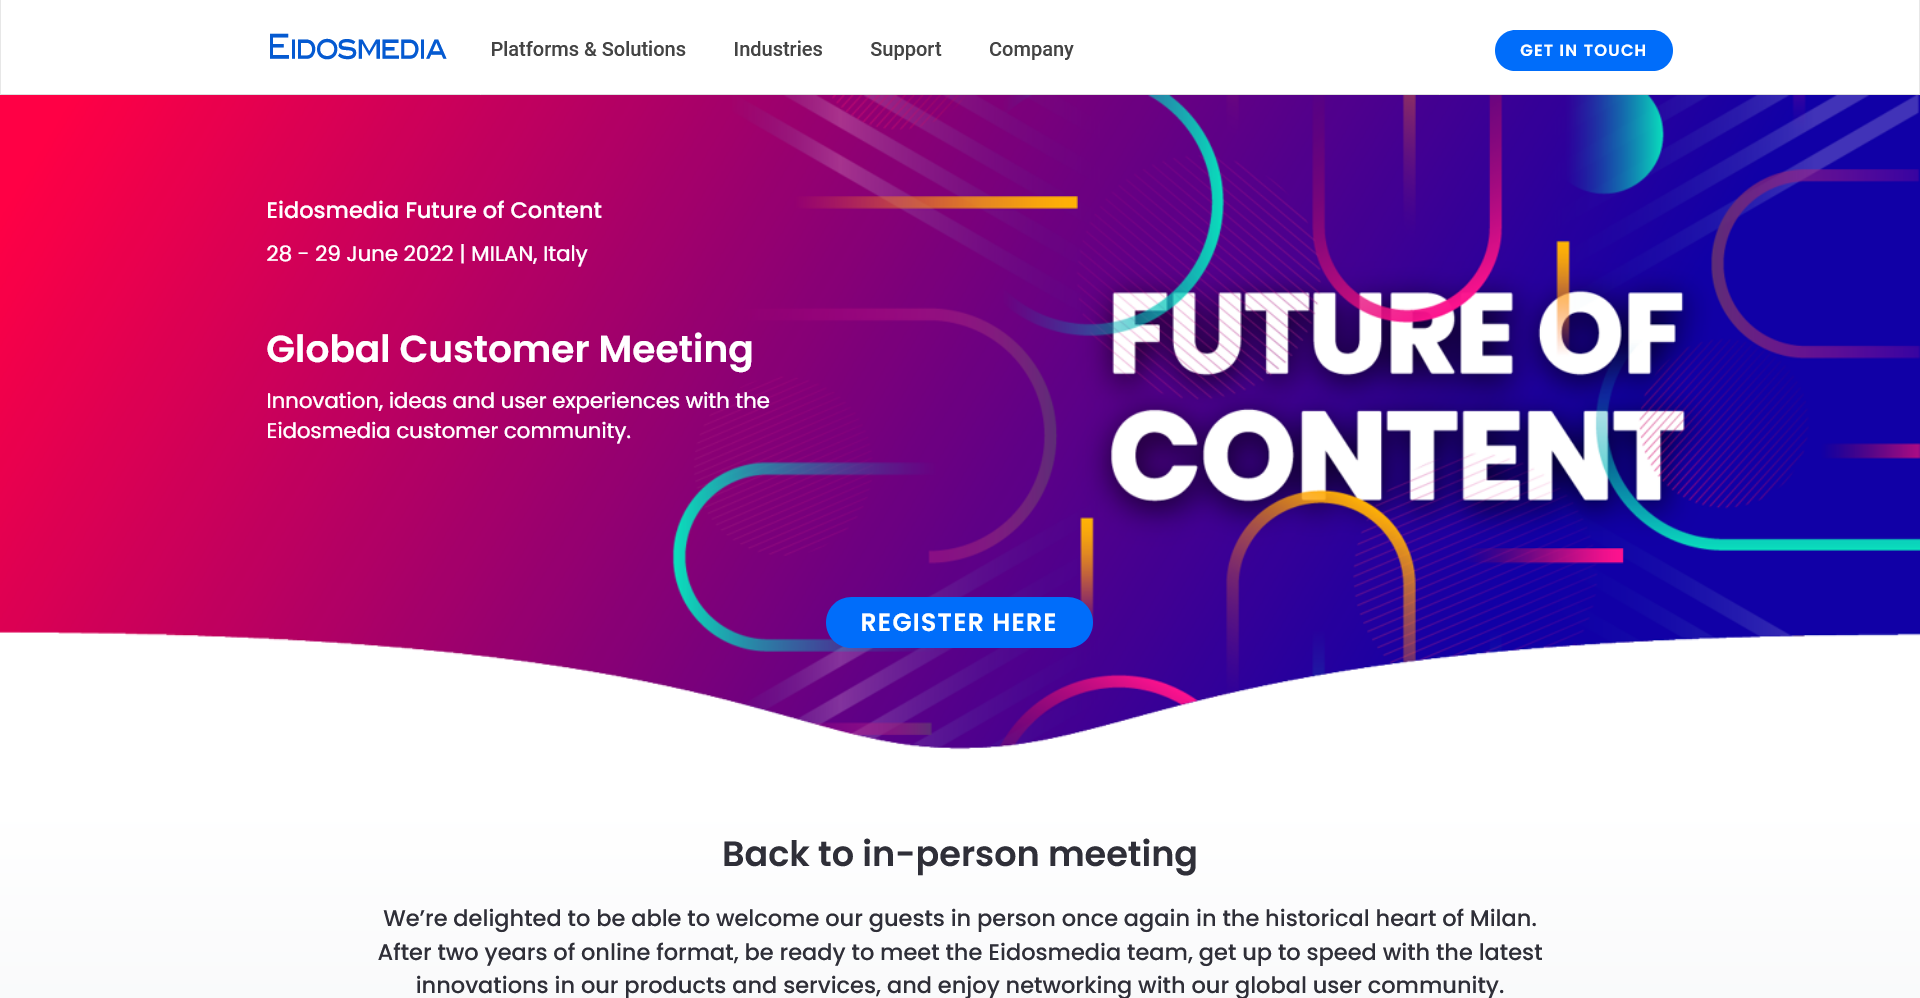 EIDOSMEDIA
Platforms & Solutions
Industries
Support
Company
GET IN TOUCH
Eidosmedia Future of Content
28 - 29 June 2022 | MILAN, Italy
Global Customer Meeting
Innovation, ideas and user experiences with the
Eidosmedia customer community.
FUTURE OF
CONTENT
REGISTER HERE
Back to in-person meeting
We’re delighted to be able to welcome our guests in person once again in the historical heart of Milan.
After two years of online format, be ready to meet the Eidosmedia team, get up to speed with the latest
innovations in our products and services, and enjoy networking with our global user community.